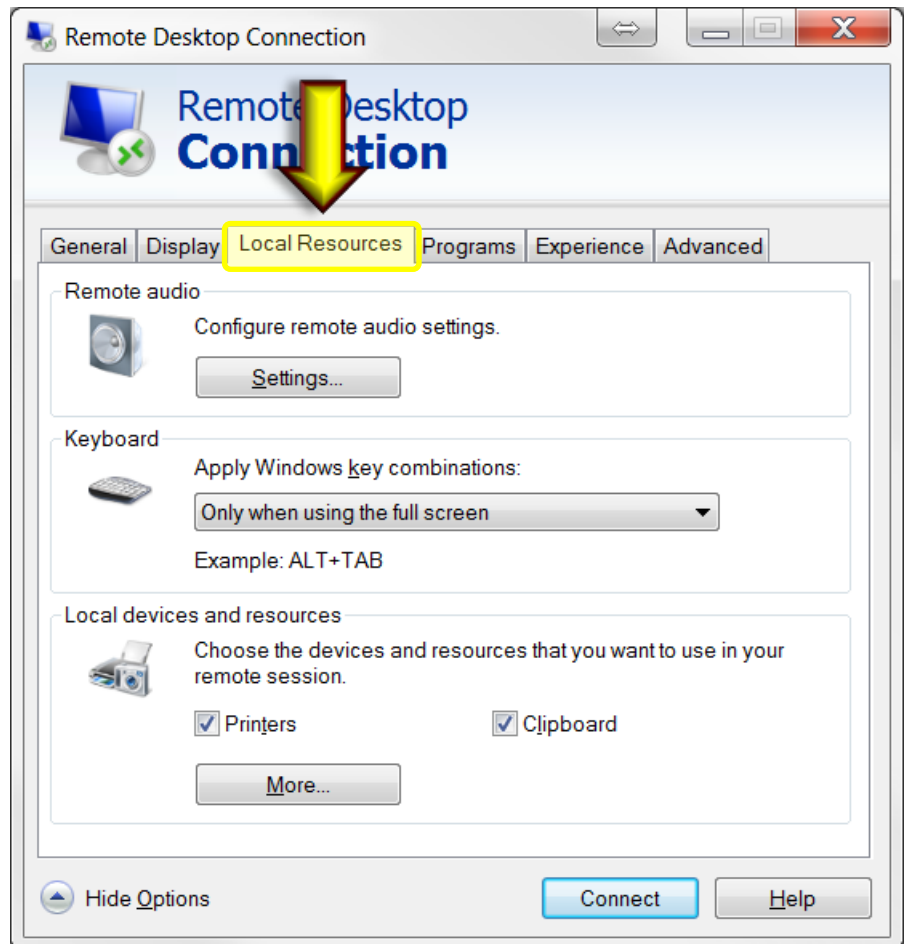 Remote Desktop Connection
Remote Desktop
Connection
General Display Local Resources Programs Experience Advanced
Remote audio
Configure remote audio settings.
Settings...
Keyboard
Apply Windows key combinations:
Only when using the full screen
Example: ALT+TAB
Local devices and resources
Choose the devices and resources that you want to use in your
remote session.
Printers Clipboard
More...
Hide Options Connect Help